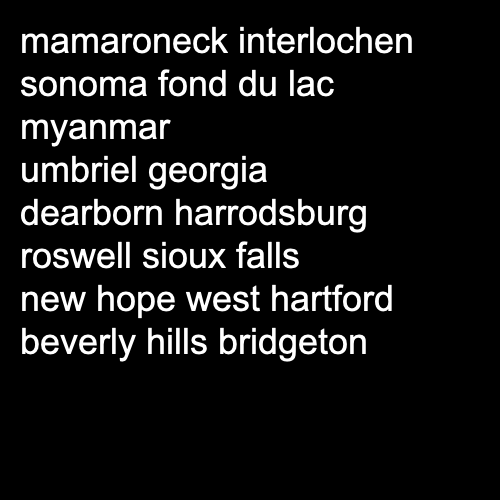 mamaroneck interlochen
sonoma fond du lac
myanmar
umbriel georgia
dearborn harrodsburg
roswell sioux falls
new hope west hartford
beverly hills bridgeton